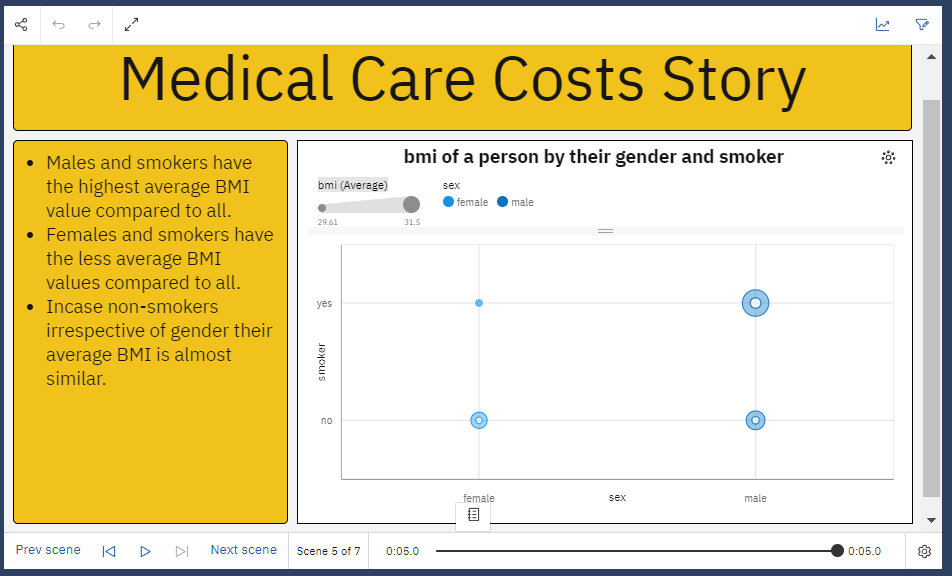 Medical Care Costs Story
• Males and smokers have
the highest average BMI
value compared to all.
• Females and smokers have
the less average BMI
values compared to all.
• Incase non-smokers
irrespective of gender their
average BMI is almost
similar.
bmi of a person by their gender and smoker
bmi (Average)
29.61 31.5
sex
female male
yes
no
smoker
female male
sex
Prev scene Next scene Scene 5 of 7 0:05.0 0:05.0